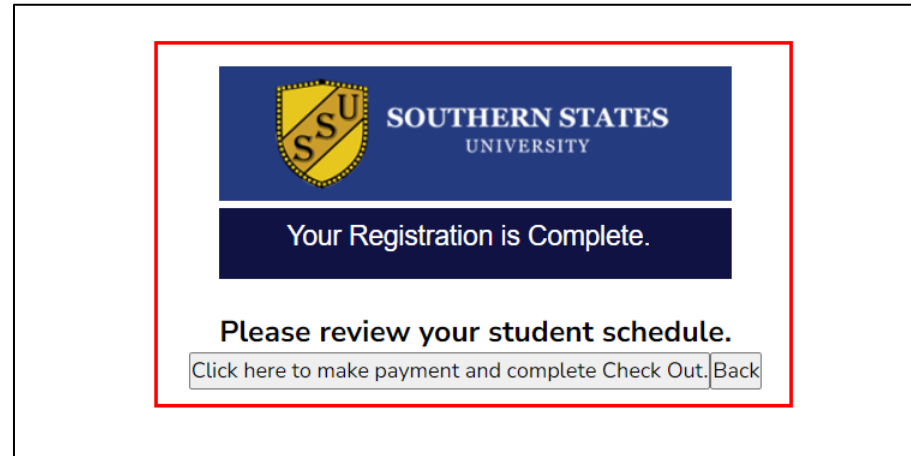 SSU
SOUTHERN STATES
UNIVERSITY
Your Registration is Complete.
Please review your student schedule.
Click here to make payment and complete Check Out. Back